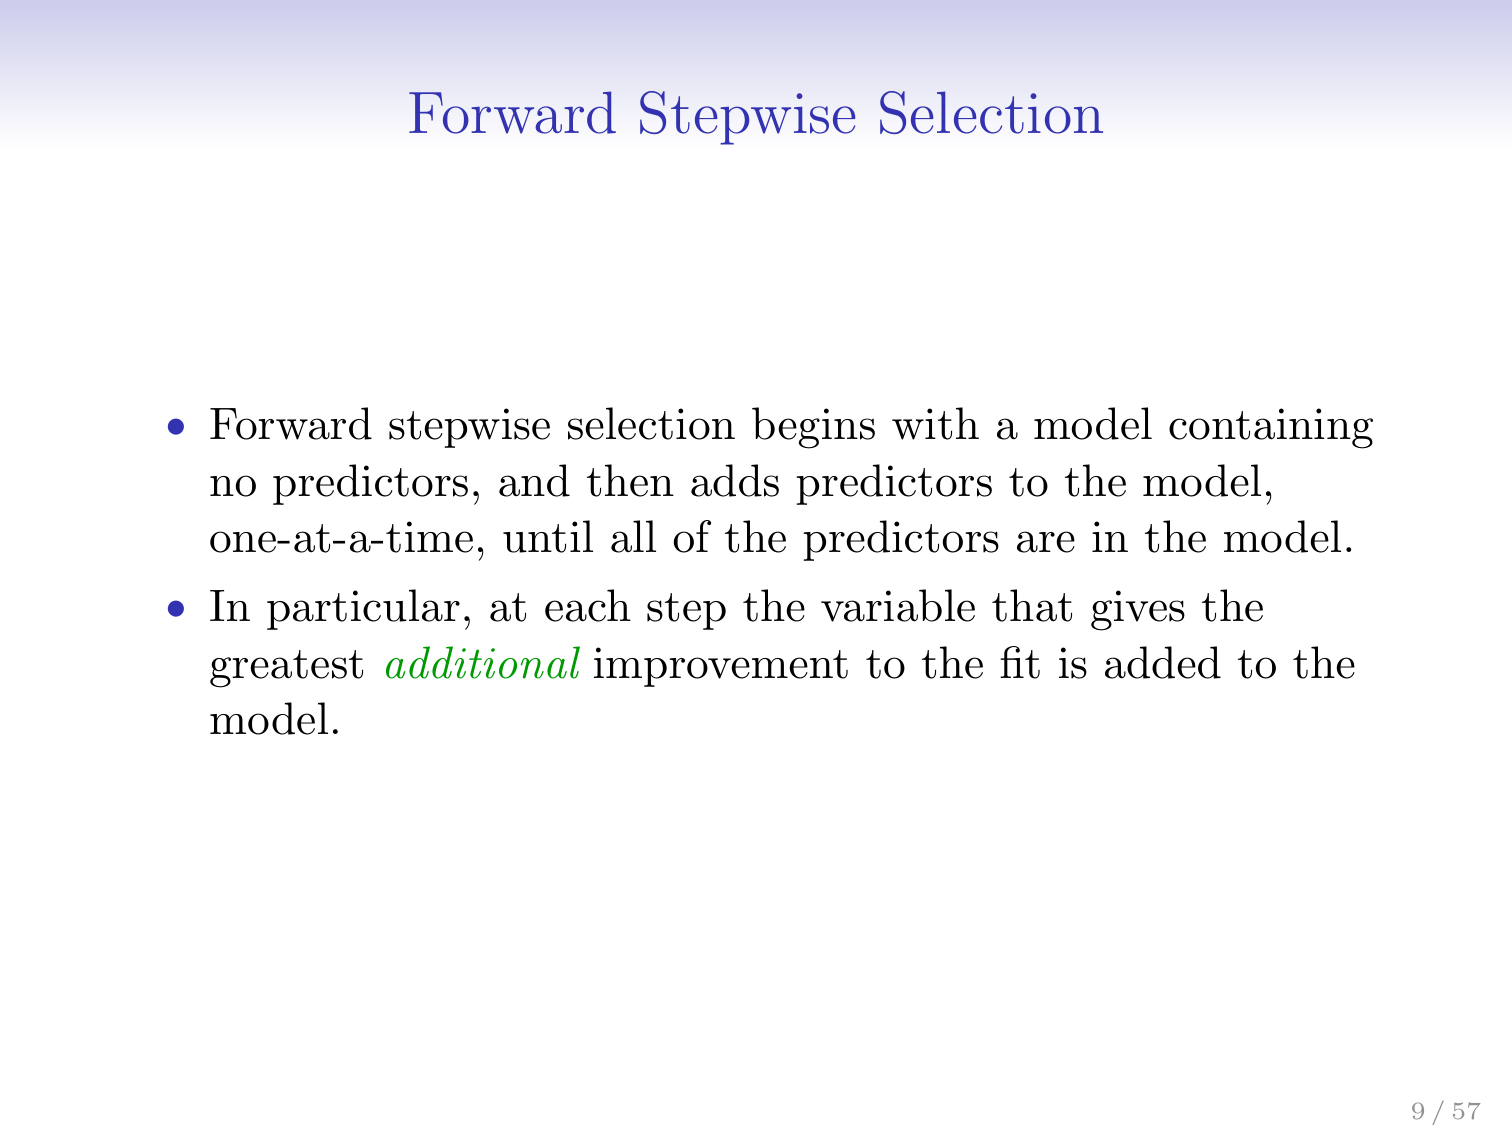 Forward Stepwise Selection
• Forward stepwise selection begins with a model containing
no predictors, and then adds predictors to the model,
one-at-a-time, until all of the predictors are in the model.
• In particular, at each step the variable that gives the
greatest additional improvement to the fit is added to the
model.
9 / 57